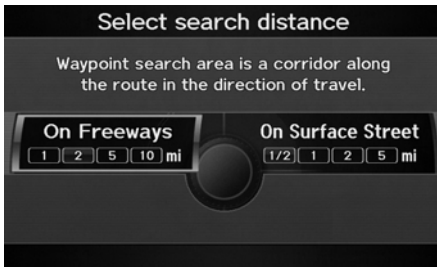 Select search distance
Waypoint search area is a corridor along
the route in the direction of travel.
On Freeways
1 2 5 10 mi
On Surface Street
1/2 1 2 5 mi